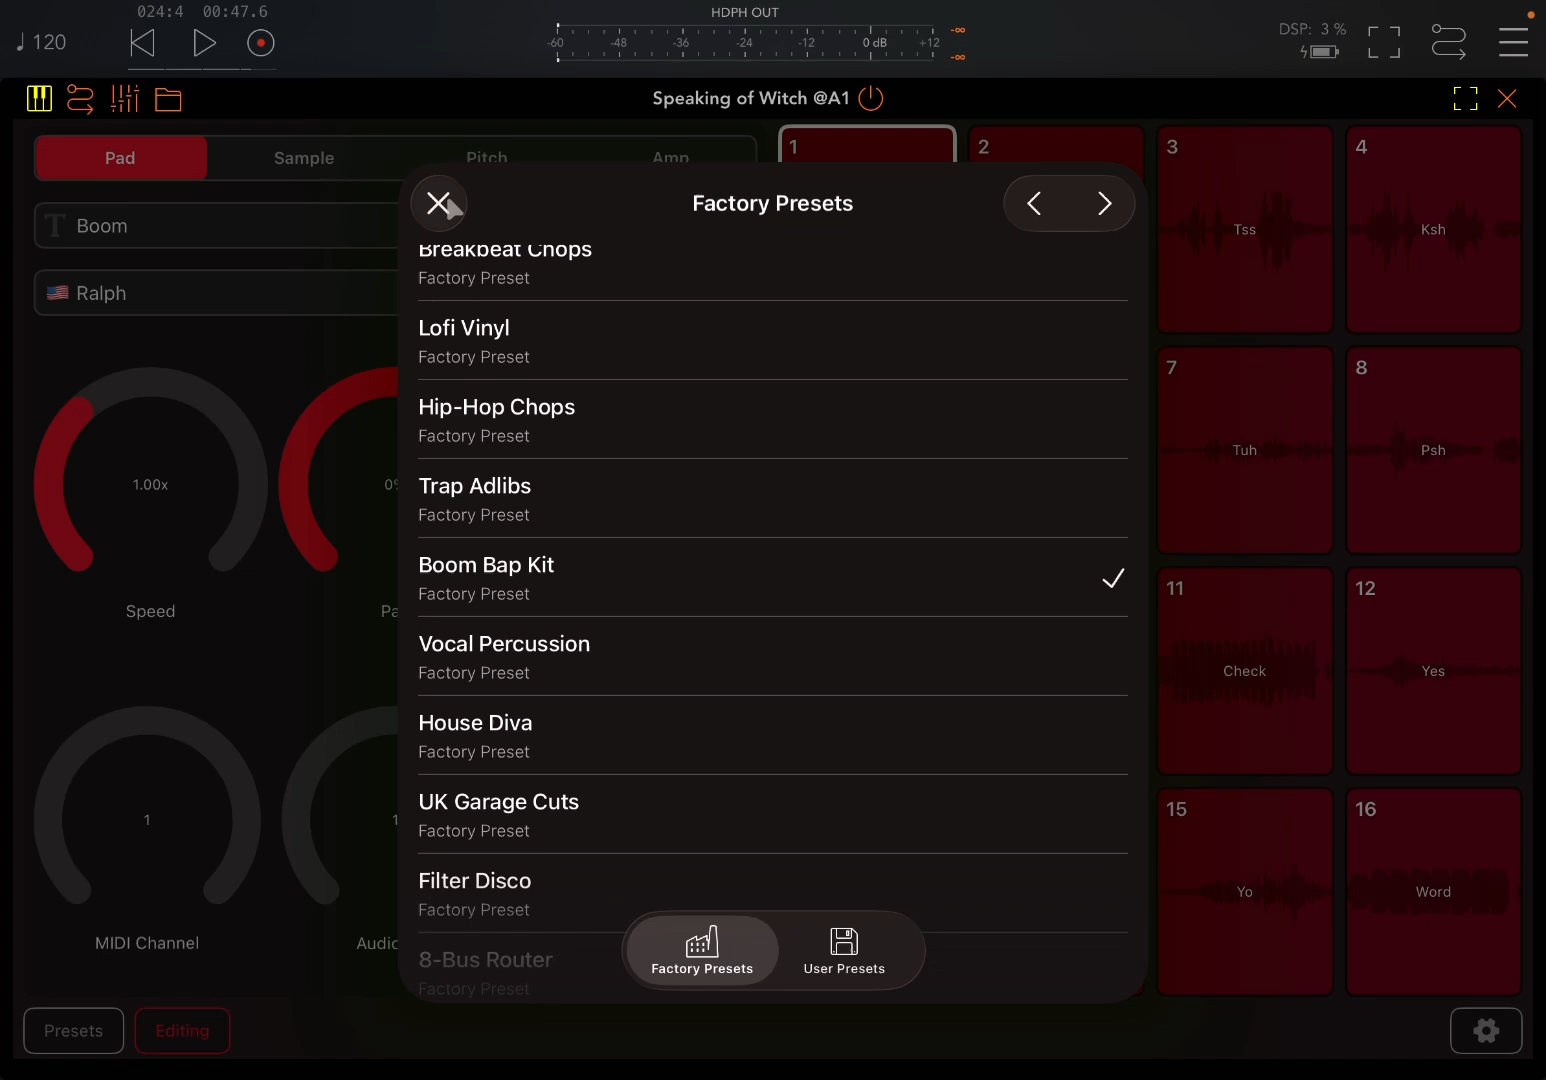 024:4 00:47.6
120
HDPH OUT
-60 -48 -36 -24 -12 0 dB +12
-∞
-∞
DSP: 3 %
Speaking of Witch @A1
Pad Sample Pitch Amp
Boom
Ralph
1.00x
Speed
1
MIDI Channel
Factory Presets
Breakbeat Chops
Factory Preset
Lofi Vinyl
Factory Preset
Hip-Hop Chops
Factory Preset
Trap Adlibs
Factory Preset
Boom Bap Kit
Factory Preset
Vocal Percussion
Factory Preset
House Diva
Factory Preset
UK Garage Cuts
Factory Preset
Filter Disco
Factory Preset
8-Bus Router
Factory Preset
Factory Presets User Presets
1 2 3 4
Tss Ksh
7 8
Tuh Psh
11 12
Check Yes
15 16
Yo Word
Presets Editing